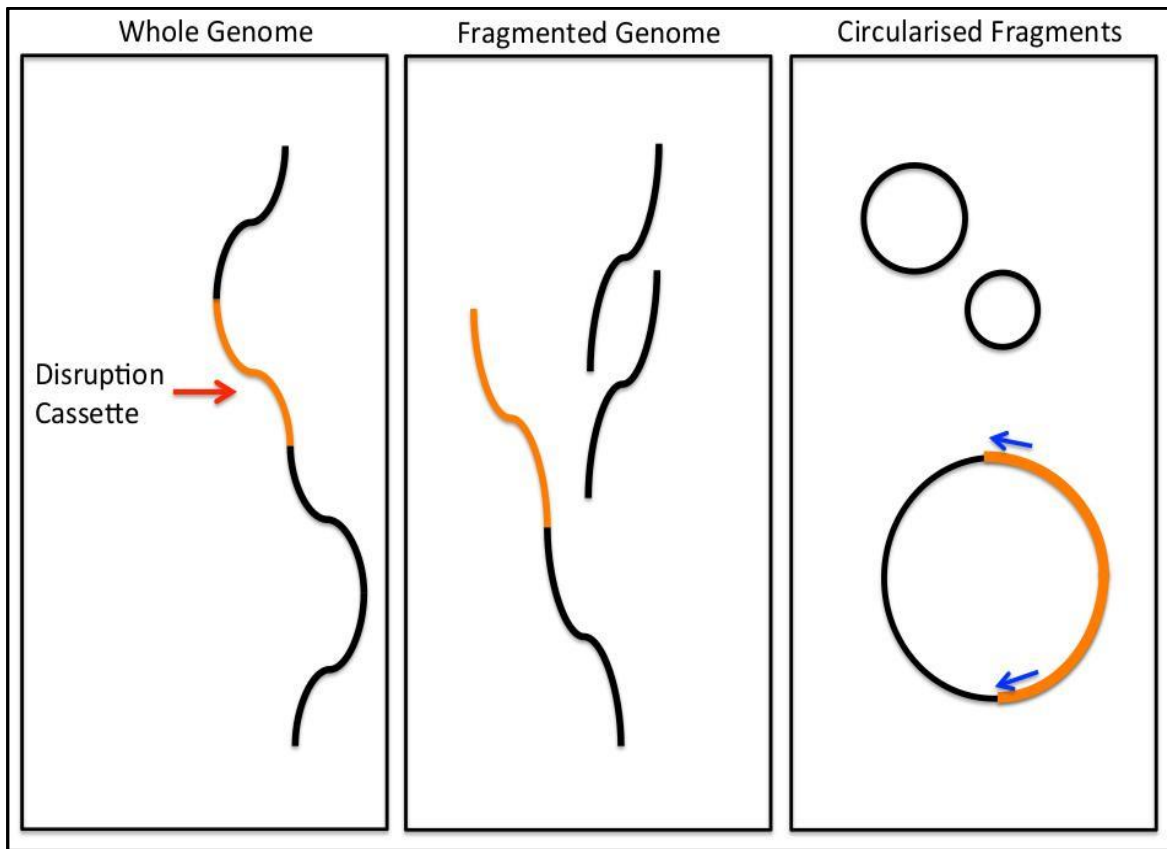 Whole Genome
Fragmented Genome
Circularised Fragments
Disruption
Cassette